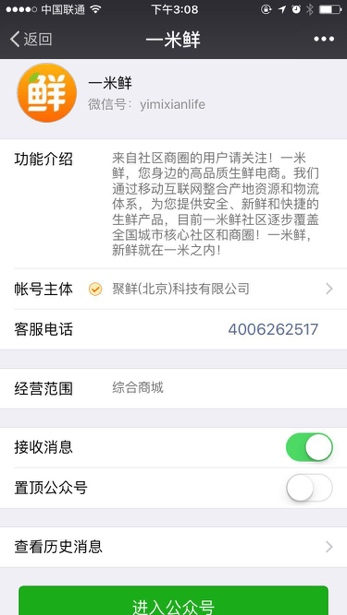 中国联通 下午3:08
返回 一米鲜
鲜
一米鲜
微信号：yimixianlife
功能介绍 来自社区商圈的用户请关注！一米
鲜，您身边的高品质生鲜电商。我们
通过移动互联网整合产地资源和物流
体系，为您提供安全、新鲜和快捷的
生鲜产品，目前一米鲜社区逐步覆盖
全国城市核心社区和商圈！一米鲜，
新鲜就在一米之内！
帐号主体 聚鲜(北京)科技有限公司
客服电话 4006262517
经营范围 综合商城
接收消息
置顶公众号
查看历史消息
进入公众号